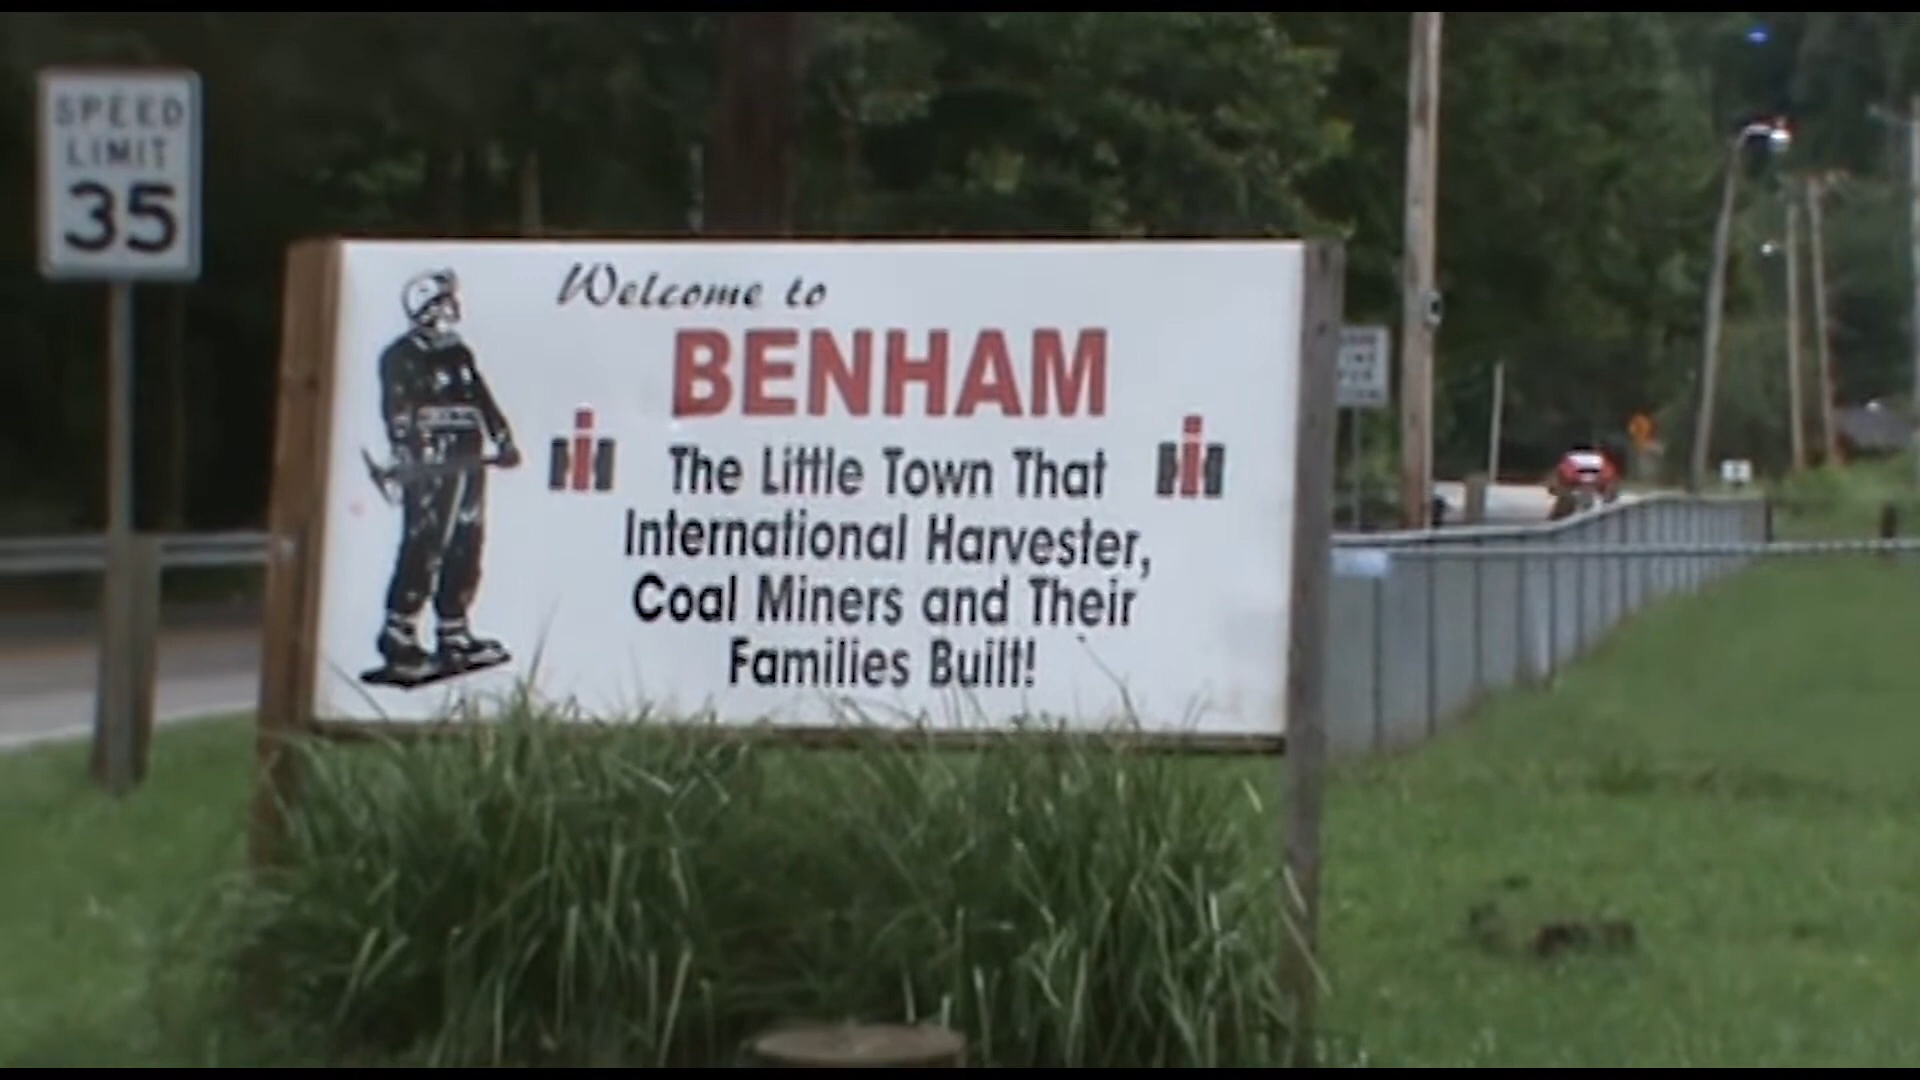 SPEED
LIMIT
35
Welcome to
BENHAM
The Little Town That
International Harvester,
Coal Miners and Their
Families Built!